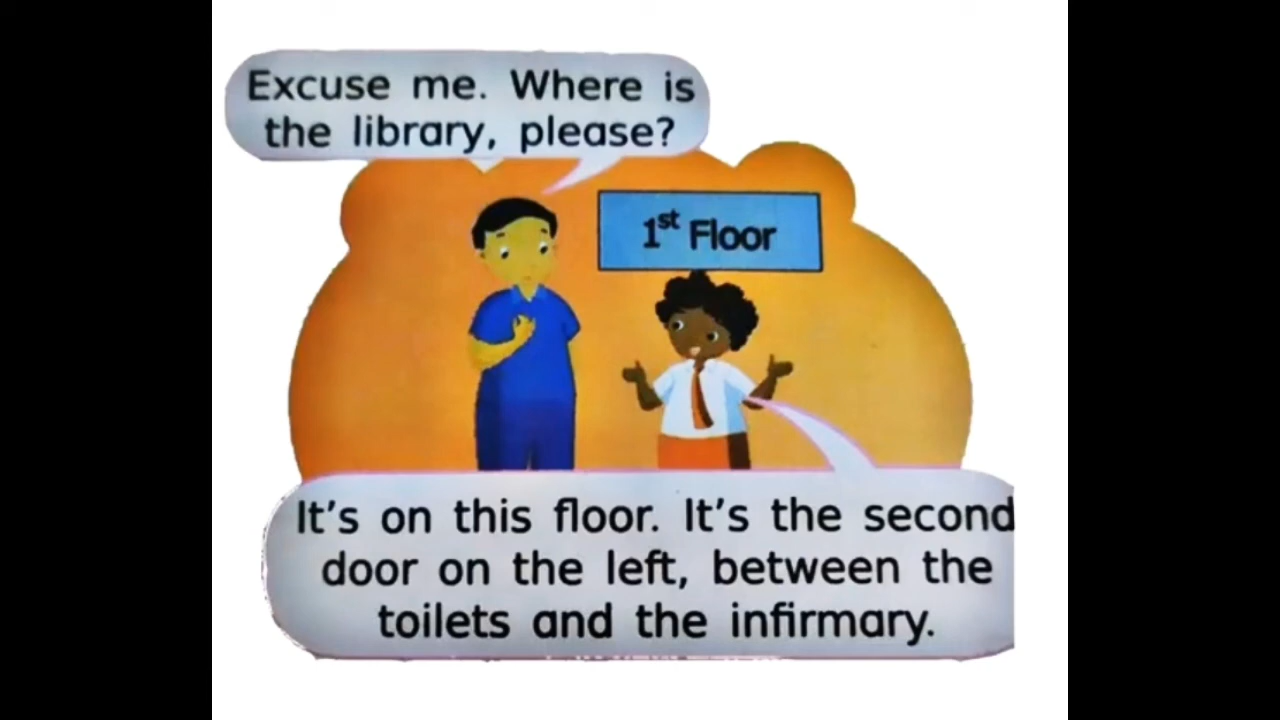 Excuse me. Where is
the library, please?
1st Floor
It's on this floor. It's the second
door on the left, between the
toilets and the infirmary.